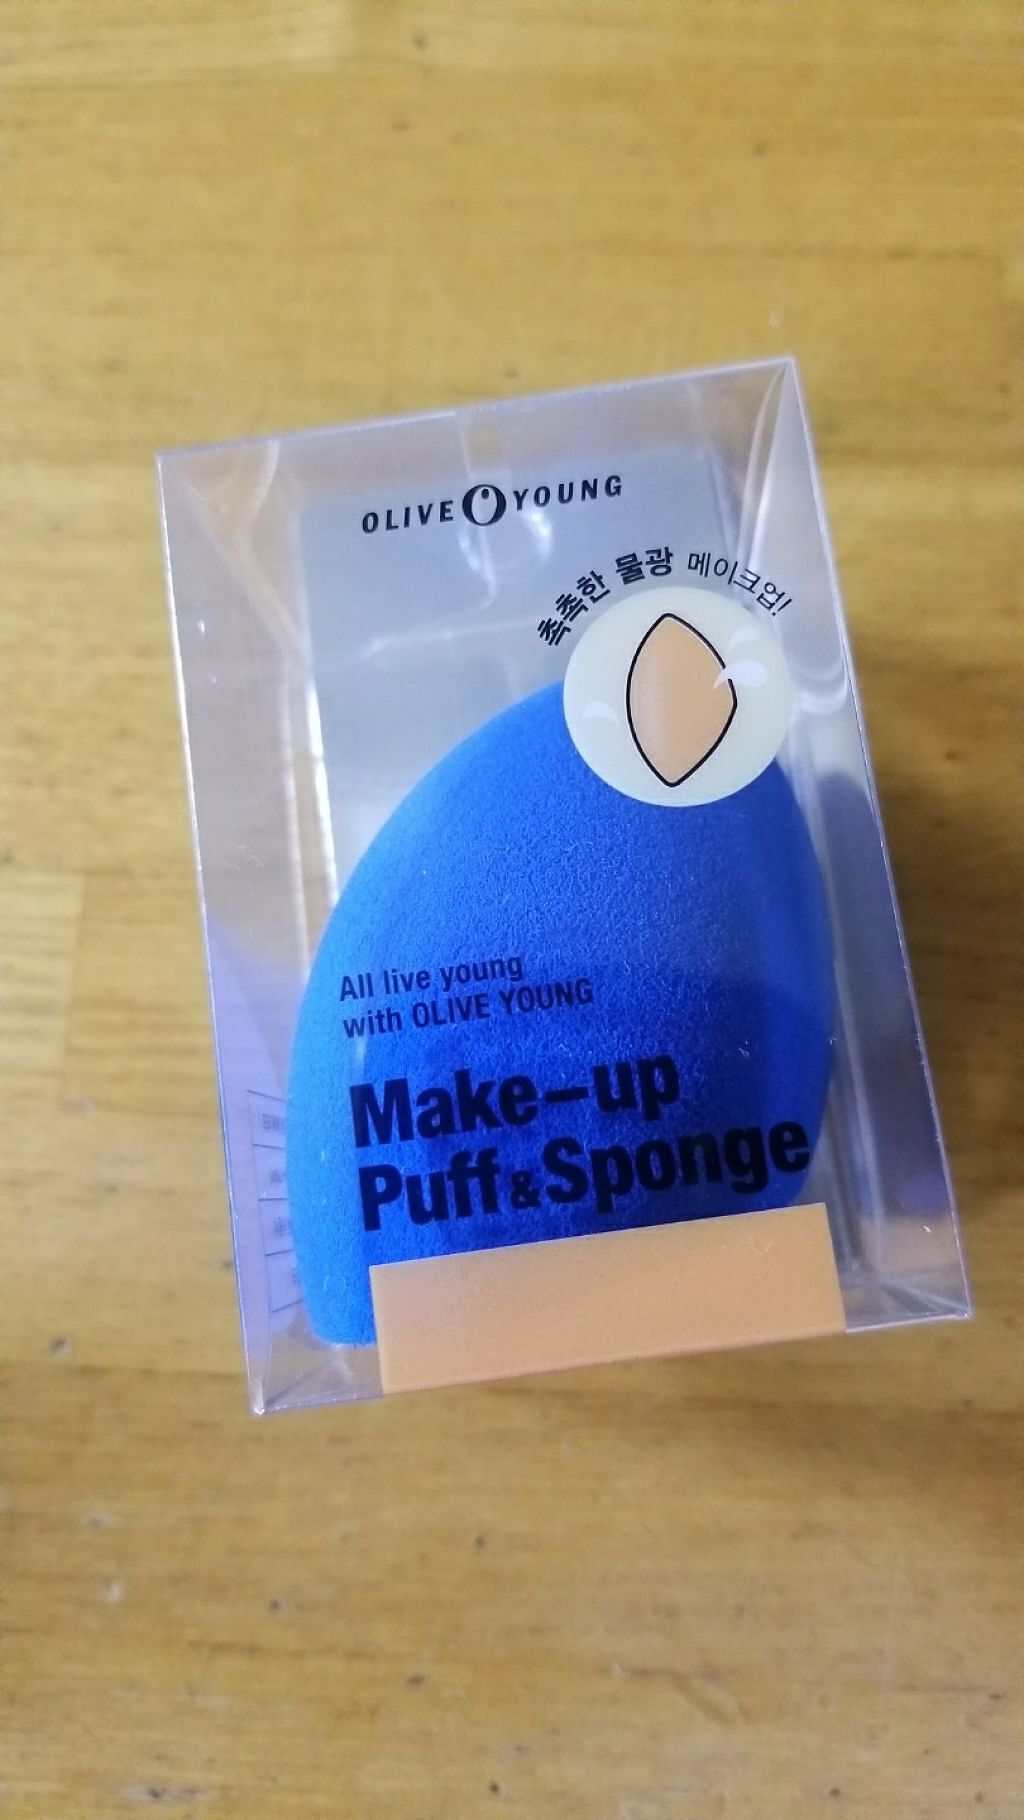 OLIVE YOUNG
촉촉한 물광 메이크업!
All live young
with OLIVE YOUNG
Make-up
Puff & Sponge